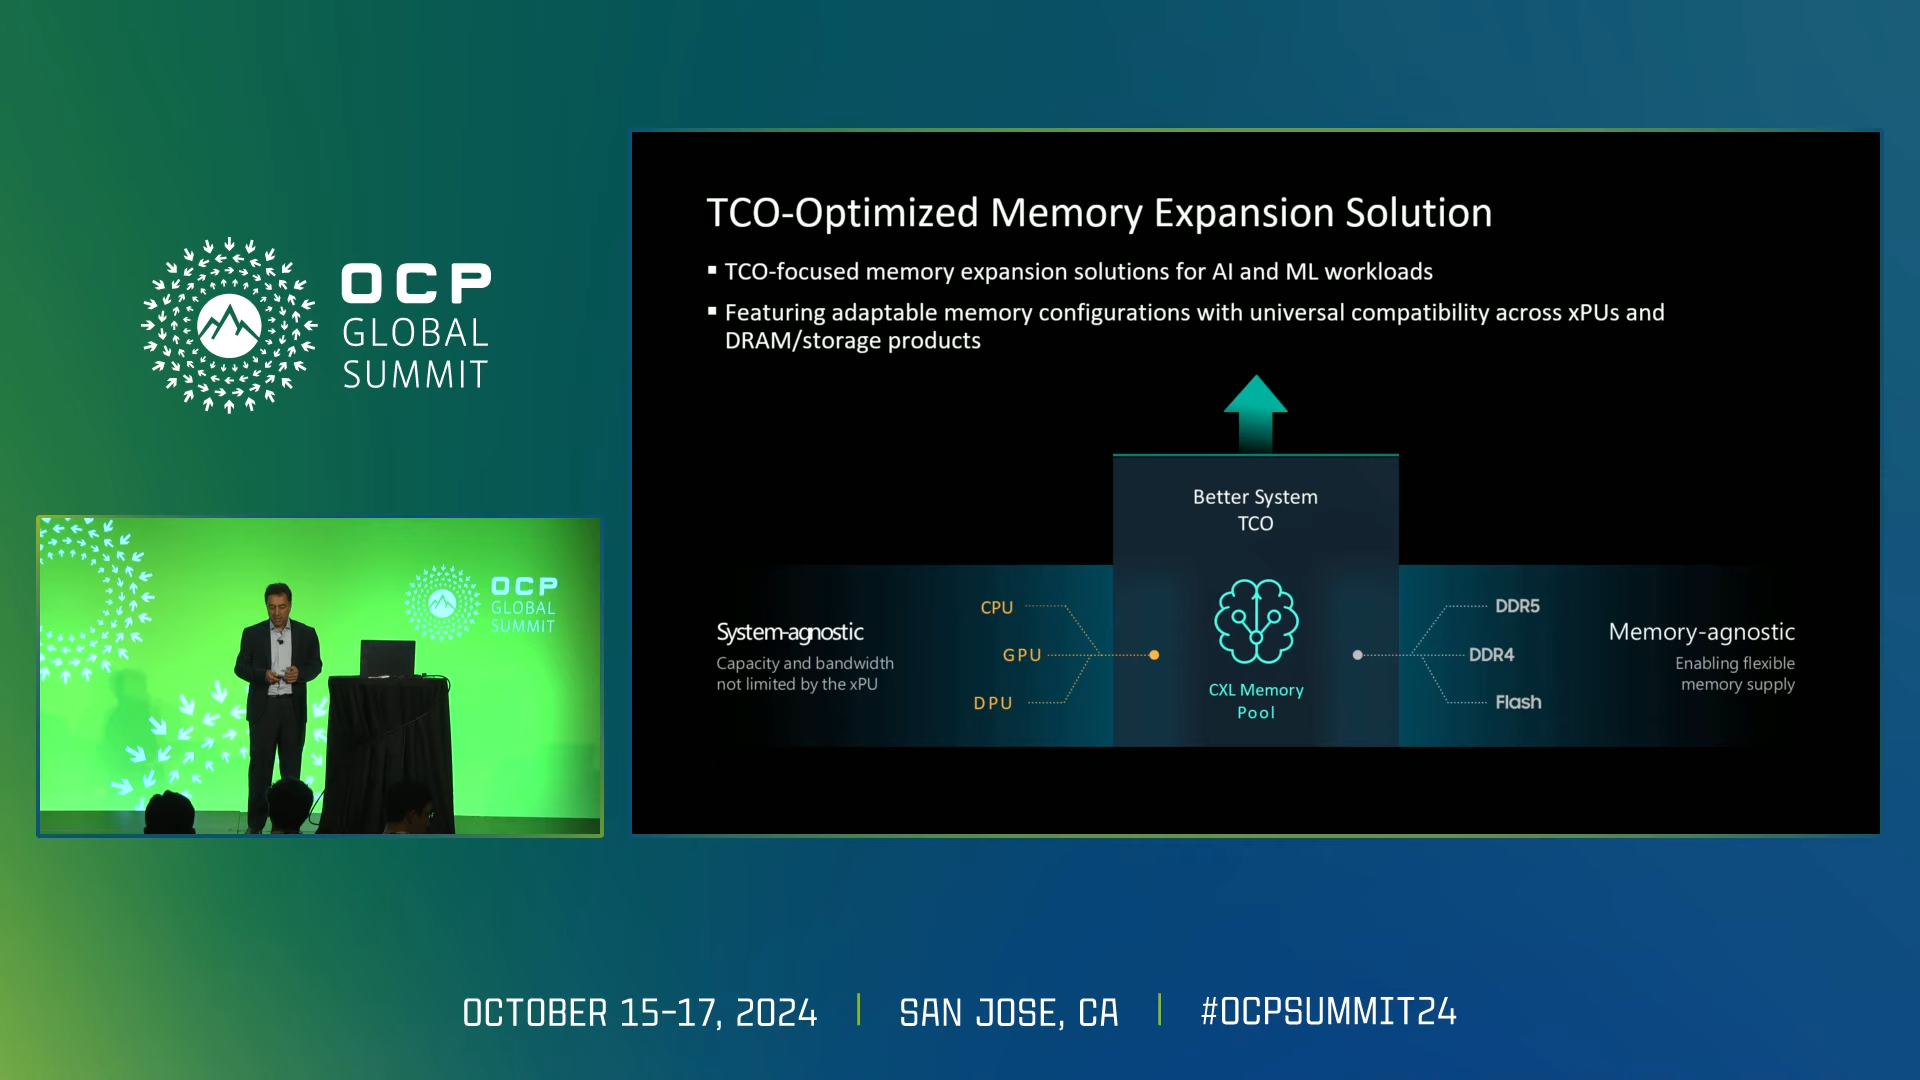 OCP
GLOBAL
SUMMIT
TCO-Optimized Memory Expansion Solution
▪ TCO-focused memory expansion solutions for AI and ML workloads
▪ Featuring adaptable memory configurations with universal compatibility across xPUs and
DRAM/storage products
Better System
TCO
System-agnostic
Capacity and bandwidth
not limited by the xPU
CPU
GPU
DPU
CXL Memory
Pool
DDR5
DDR4
Flash
Memory-agnostic
Enabling flexible
memory supply
OCP
GLOBAL
SUMMIT
OCTOBER 15-17, 2024 | SAN JOSE, CA | #OCPSUMMIT24